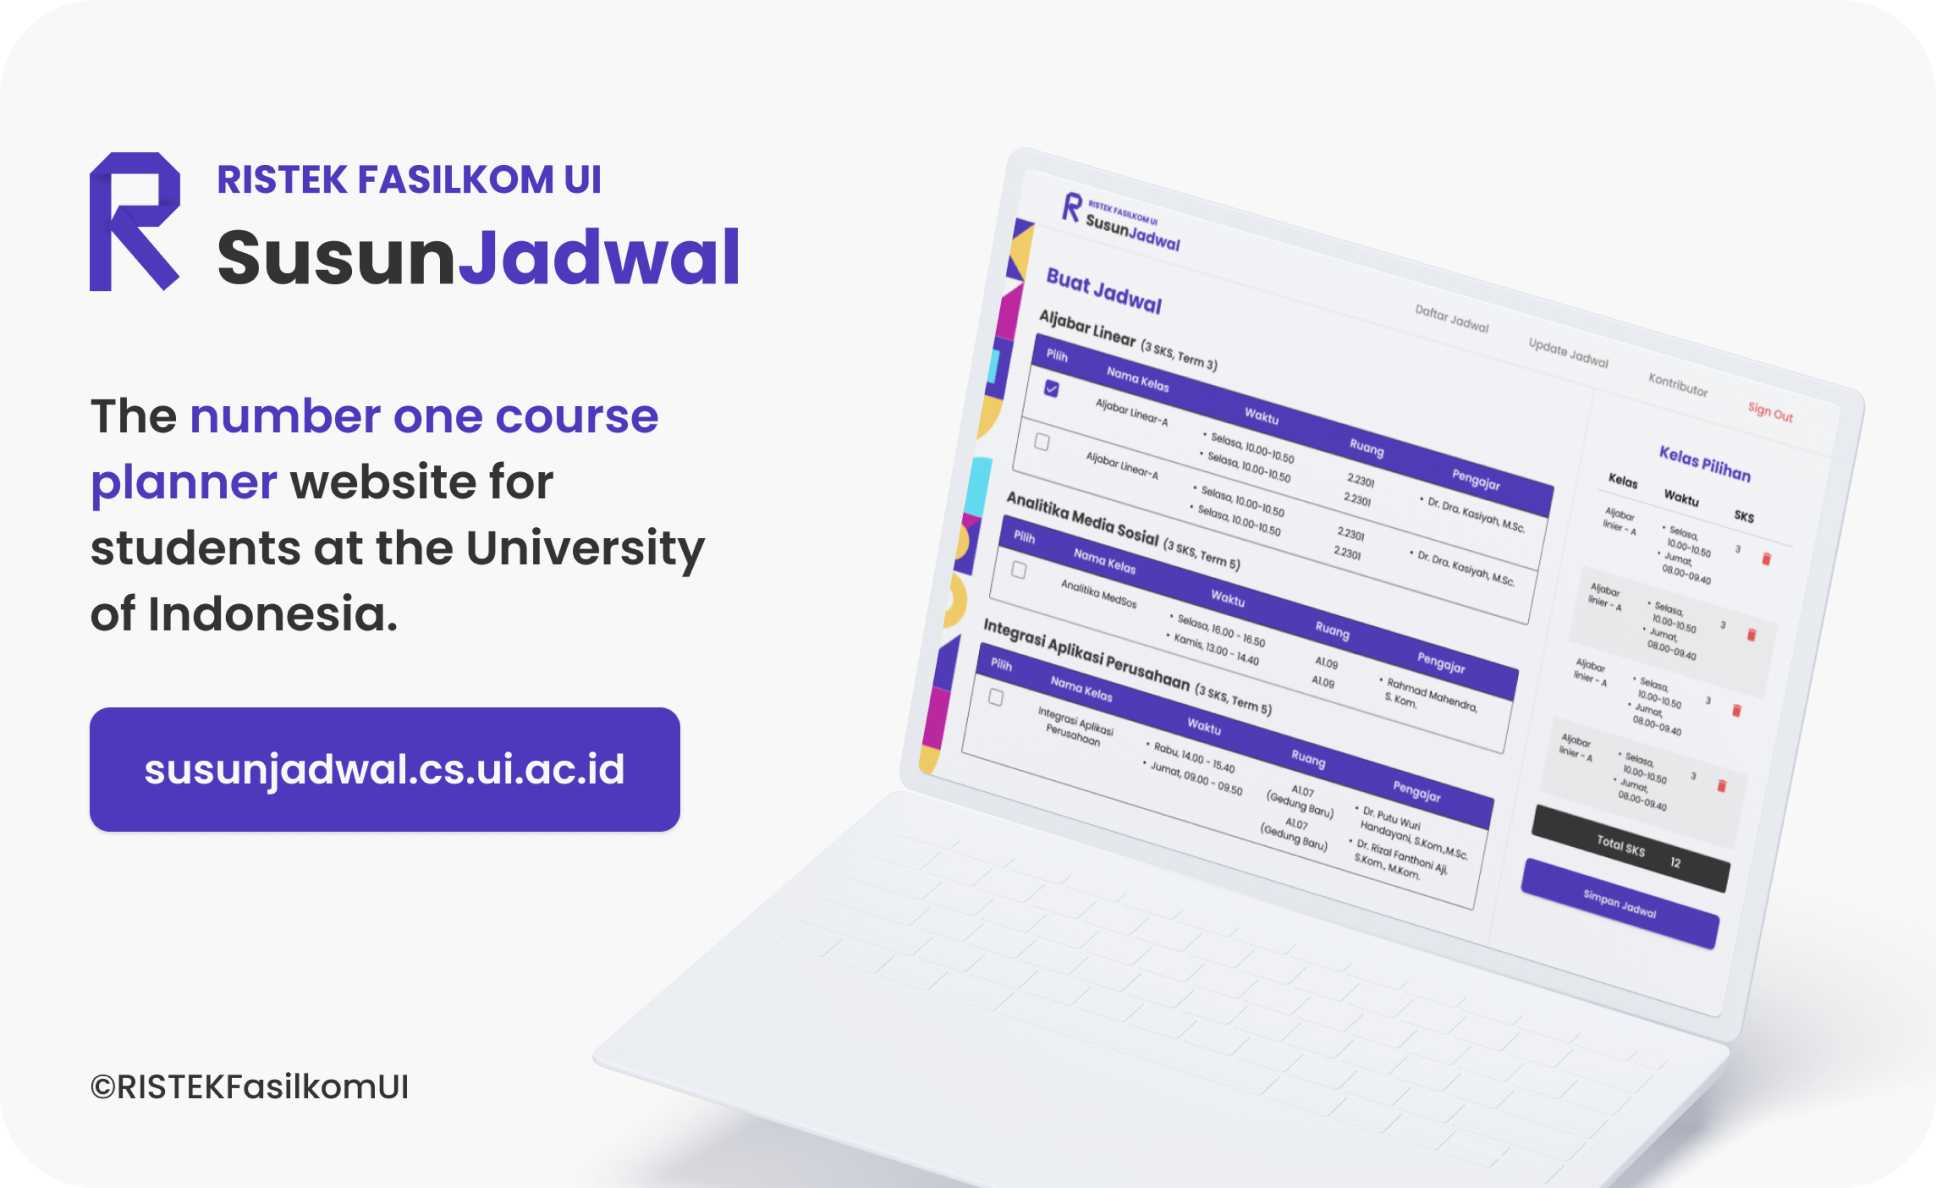 RISTEK FASILKOM UI
SusunJadwal
The number one course
planner website for
students at the University
of Indonesia.
susunjadwal.cs.ui.ac.id
©RISTEKFasilkomUI
RISTEK FASILKOM UI
SusunJadwal
Daftar Jadwal
Update Jadwal
Kontributor
Sign Out
Buat Jadwal
Aljabar Linear (3 SKS, Term 3)
Pilih Nama Kelas Waktu Ruang Pengajar
Aljabar Linear-A
• Selasa, 10.00-10.50
• Selasa, 10.00-10.50
2.2301
2.2301
• Dr. Dra. Kasiyah, M.Sc.
Aljabar Linear-A
• Selasa, 10.00-10.50
• Selasa, 10.00-10.50
2.2301
2.2301
• Dr. Dra. Kasiyah, M.Sc.
Analitika Media Sosial (3 SKS, Term 5)
Pilih Nama Kelas Waktu Ruang Pengajar
Analitika MedSos
• Selasa, 16.00 - 16.50
• Kamis, 13.00 - 14.40
A1.09
A1.09
• Rahmad Mahendra,
S. Kom.
Integrasi Aplikasi Perusahaan (3 SKS, Term 5)
Pilih Nama Kelas Waktu Ruang Pengajar
Integrasi Aplikasi
Perusahaan
• Rabu, 14.00 - 15.40
• Jumat, 09.00 - 09.50
A1.07
(Gedung Baru)
A1.07
(Gedung Baru)
• Dr. Putu Wuri
Handayani, S.Kom.,M.Sc.
• Dr. Rizal Fanthoni Aji,
S.Kom., M.Kom.
Kelas Pilihan
Kelas Waktu SKS
Aljabar
linier - A
• Selasa,
10.00-10.50
• Jumat,
08.00-09.40
3
Aljabar
linier - A
• Selasa,
10.00-10.50
• Jumat,
08.00-09.40
3
Aljabar
linier - A
• Selasa,
10.00-10.50
• Jumat,
08.00-09.40
3
Aljabar
linier - A
• Selasa,
10.00-10.50
• Jumat,
08.00-09.40
3
Total SKS 12
Simpan Jadwal